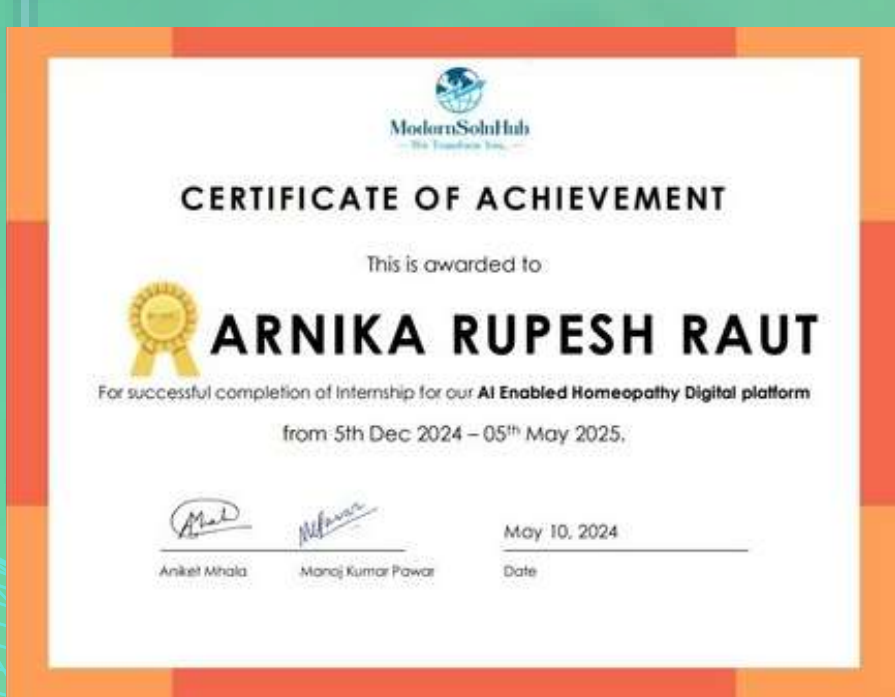 ModernSolnHub
CERTIFICATE OF ACHIEVEMENT
This is awarded to
ARNIKA RUPESH RAUT
For successful completion of Internship for our AI Enabled Homeopathy Digital platform
from 5th Dec 2024 – 05th May 2025.
May 10, 2024
Aniket Mhala Manoj Kumar Pawar Date